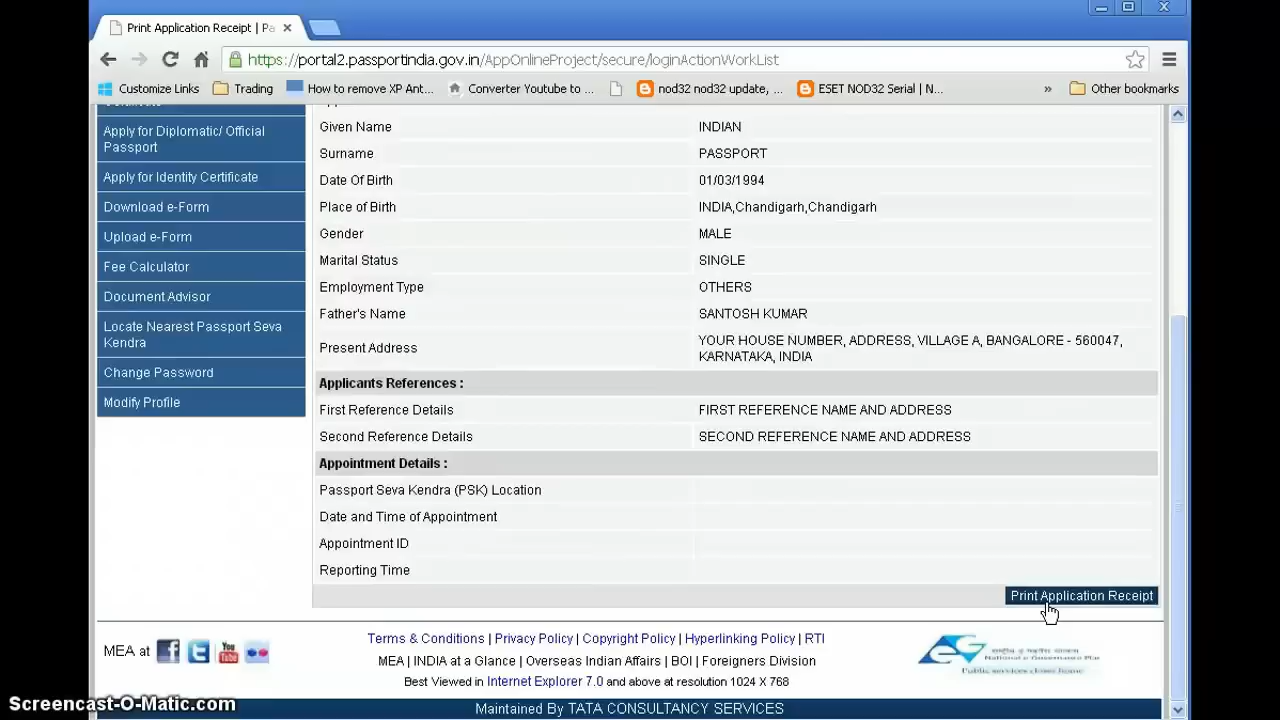 Print Application Receipt | Pa
https://portal2.passportindia.gov.in/AppOnlineProject/secure/loginActionWorkList
Customize Links Trading How to remove XP Ant... Converter Youtube to ... nod32 nod32 update, ... ESET NOD32 Serial | N... » Other bookmarks
Apply for Diplomatic/ Official
Passport
Apply for Identity Certificate
Download e-Form
Upload e-Form
Fee Calculator
Document Advisor
Locate Nearest Passport Seva
Kendra
Change Password
Modify Profile
Given Name INDIAN
Surname PASSPORT
Date Of Birth 01/03/1994
Place of Birth INDIA,Chandigarh,Chandigarh
Gender MALE
Marital Status SINGLE
Employment Type OTHERS
Father's Name SANTOSH KUMAR
Present Address YOUR HOUSE NUMBER, ADDRESS, VILLAGE A, BANGALORE - 560047,
KARNATAKA, INDIA
Applicants References :
First Reference Details FIRST REFERENCE NAME AND ADDRESS
Second Reference Details SECOND REFERENCE NAME AND ADDRESS
Appointment Details :
Passport Seva Kendra (PSK) Location
Date and Time of Appointment
Appointment ID
Reporting Time
Print Application Receipt
Terms & Conditions | Privacy Policy | Copyright Policy | Hyperlinking Policy | RTI
MEA at You Tube
MEA | INDIA at a Glance | Overseas Indian Affairs | BOI | Foreigners Division
National e-Governance Plan
Public services closer home
Best Viewed in Internet Explorer 7.0 and above at resolution 1024 X 768
Maintained By TATA CONSULTANCY SERVICES
Screencast-O-Matic.com